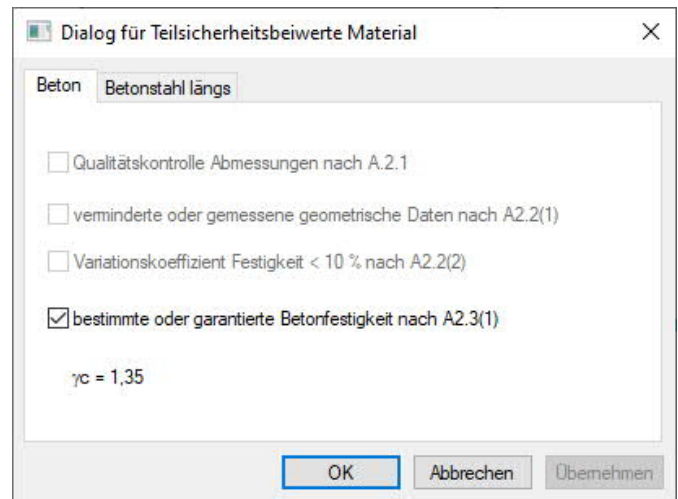 Dialog für Teilsicherheitsbeiwerte Material
Beton Betonstahl längs
Qualitätskontrolle Abmessungen nach A.2.1
verminderte oder gemessene geometrische Daten nach A2.2(1)
Variationskoeffizient Festigkeit < 10 % nach A2.2(2)
bestimmte oder garantierte Betonfestigkeit nach A2.3(1)
γc = 1,35
OK Abbrechen Übernehmen